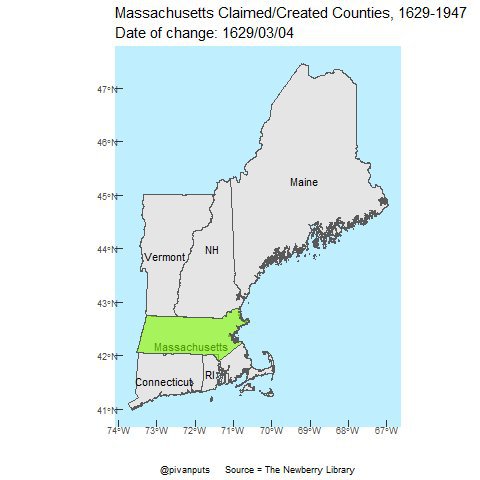 Massachusetts Claimed/Created Counties, 1629-1947
Date of change: 1629/03/04
47°N
46°N
Maine
45°N
NH
Vermont
44°N
43°N
Massachusetts
42°N
RI
Connecticut
41°N
74°W 73°W 72°W 71°W 70°W 69°W 68°W 67°W
@pivanputs Source = The Newberry Library